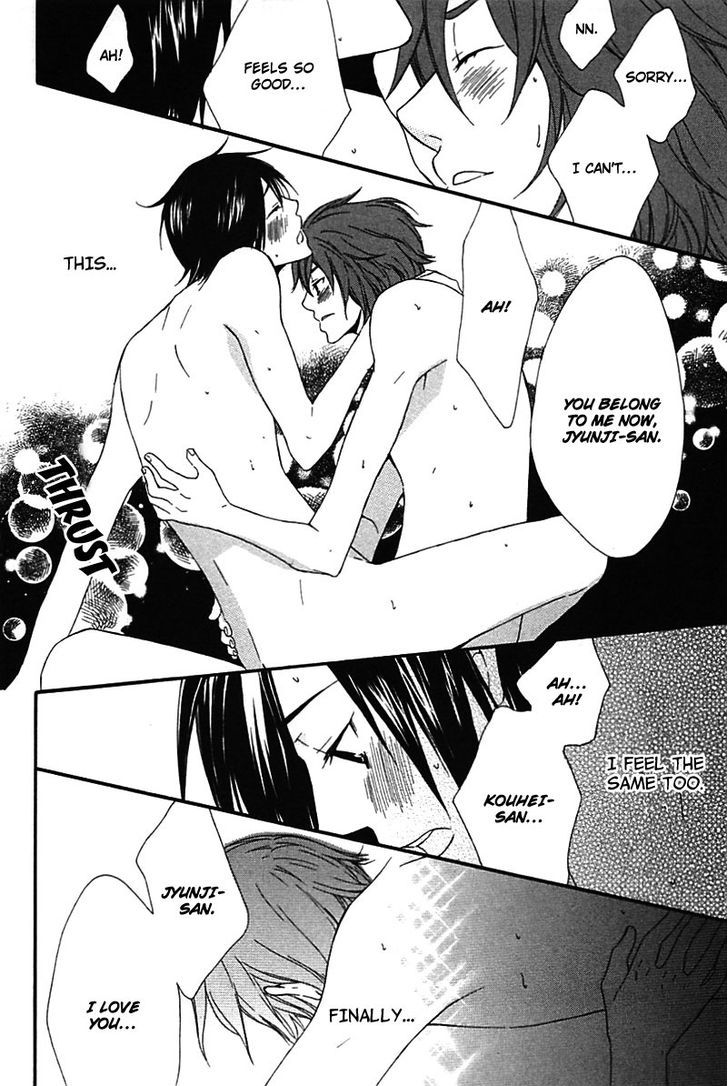 NN.
SORRY...
I CAN'T...
FEELS SO
GOOD...
AH!
YOU BELONG
TO ME NOW,
JYUNJI-SAN.
AH!
THIS...
THRUST
AH...
AH!
KOUHEI-
SAN...
I FEEL THE
SAME TOO.
JYUNJI-
SAN.
I LOVE
YOU...
FINALLY...